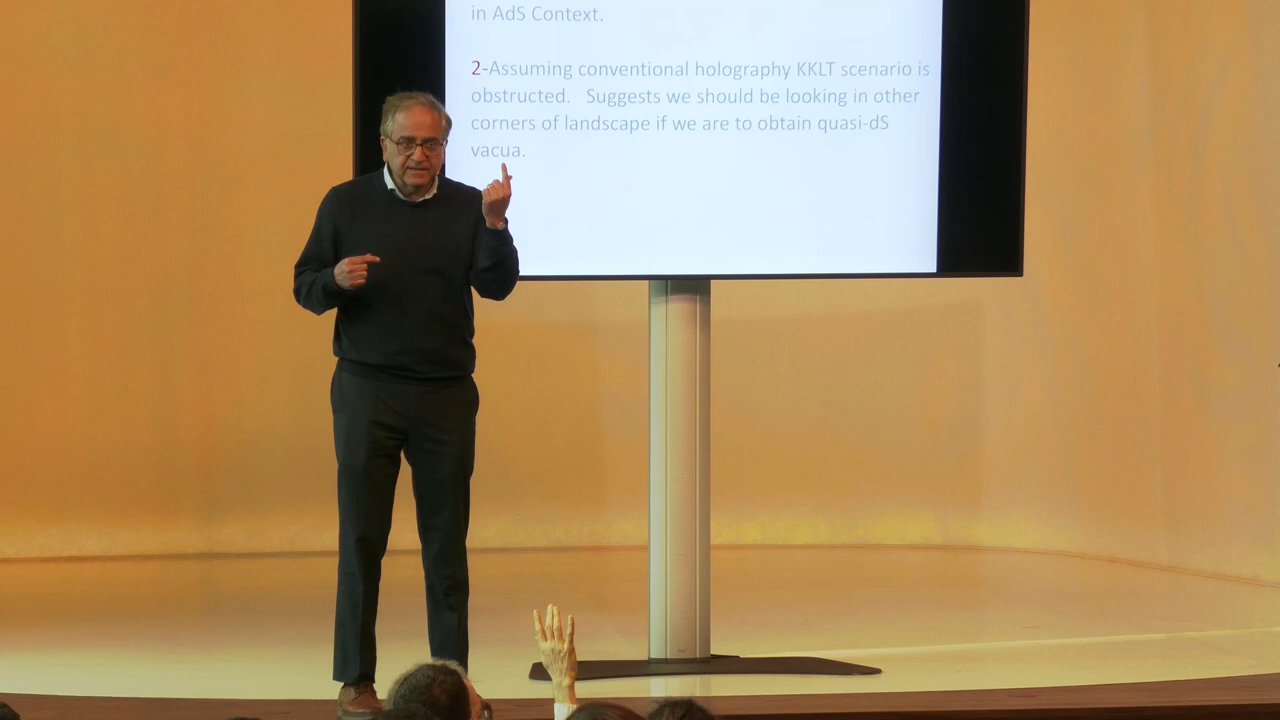 in AdS Context.
2-Assuming conventional holography KKLT scenario is
obstructed.   Suggests we should be looking in other
corners of landscape if we are to obtain quasi-dS
vacua.